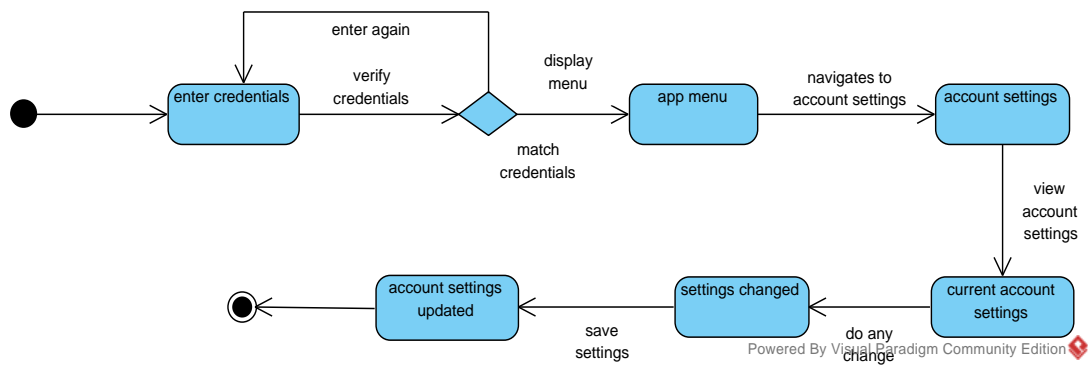 enter again
verify
credentials
display
menu
navigates to
account settings
enter credentials
app menu
account settings
match
credentials
view
account
settings
account settings
updated
settings changed
current account
settings
save
settings
do any
change
Powered By Visual Paradigm Community Edition